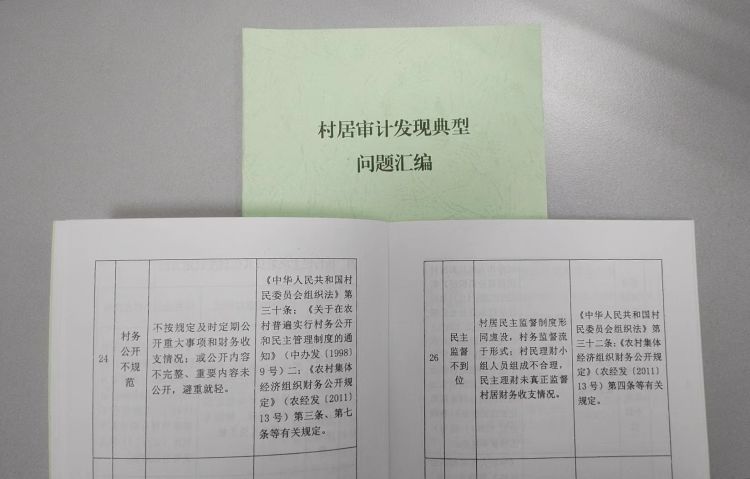 村居审计发现典型
问题汇编
24
村务
公开
不规
范
不按规定及时定期公
开重大事项和财务收
支情况；或公开内容
不完整、重要内容未
公开，避重就轻。
《中华人民共和国村
民委员会组织法》第
三十条；《关于在农
村普遍实行村务公开
和民主管理制度的通
知》（中办发〔1998〕
9号）二；《农村集体
经济组织财务公开规
定》（农经发〔2011〕
13号）第三条、第七
条等有关规定。
26
民主
监督
不到
位
村居民主监督制度形
同虚设，村务监督流
于形式；村民理财小
组人员组成不合理，
民主理财未真正监督
村居财务收支情况。
《中华人民共和国村
民委员会组织法》第
三十二条；《农村集体
经济组织财务公开规
定》（农经发〔2011〕
13号）第四条等有关
规定。